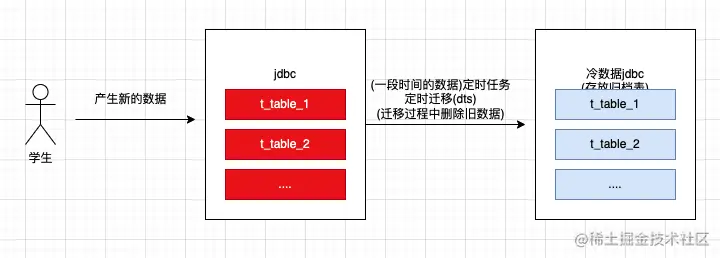 学生
产生新的数据
jdbc
t_table_1
t_table_2
....
(一段时间的数据)定时任务
定时迁移(dts)
(迁移过程中删除旧数据)
冷数据jdbc
(存放归档表)
t_table_1
t_table_2
....
@稀土掘金技术社区